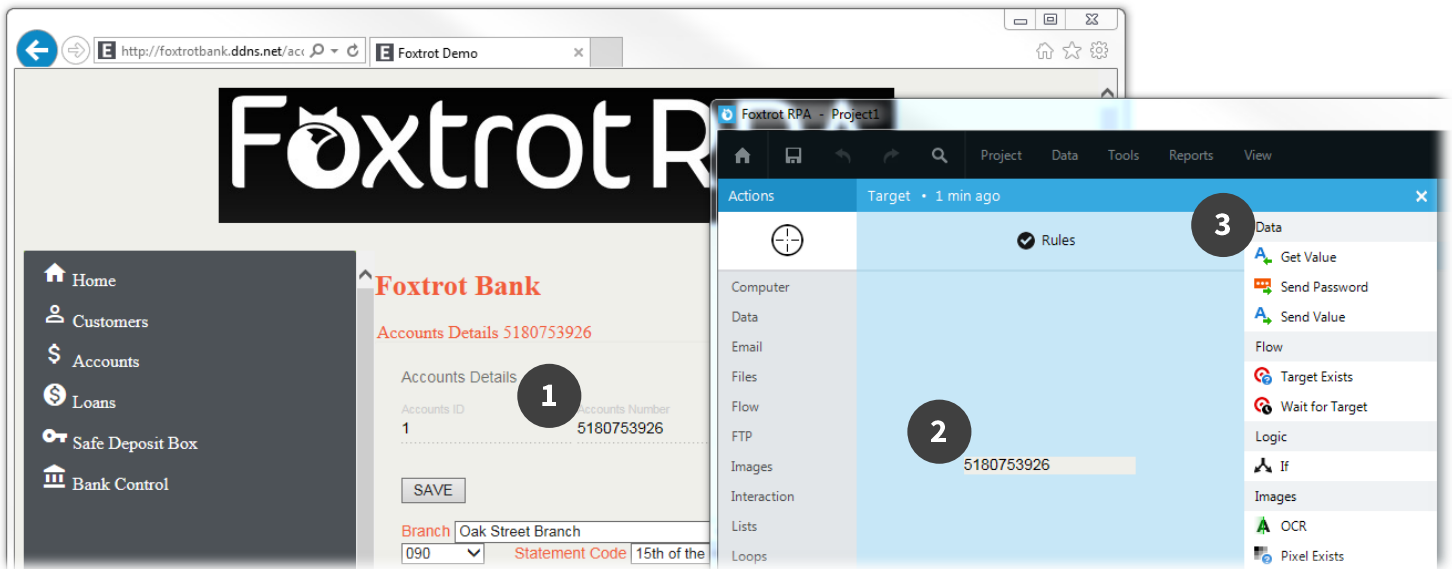 http://foxtrotbank.ddns.net/acc
Foxtrot Demo
Foxtrot RPA
Home
Customers
Accounts
Loans
Safe Deposit Box
Bank Control
Foxtrot Bank
Accounts Details 5180753926
Accounts Details
1
Accounts ID
Accounts Number
1
5180753926
SAVE
Branch Oak Street Branch
090
Statement Code 15th of the
Foxtrot RPA - Project1
Project Data Tools Reports View
Actions
Target • 1 min ago
Rules
Computer
Data
Email
Files
Flow
FTP
Images
Interaction
Lists
Loops
2
5180753926
3
Data
Get Value
Send Password
Send Value
Flow
Target Exists
Wait for Target
Logic
If
Images
OCR
Pixel Exists